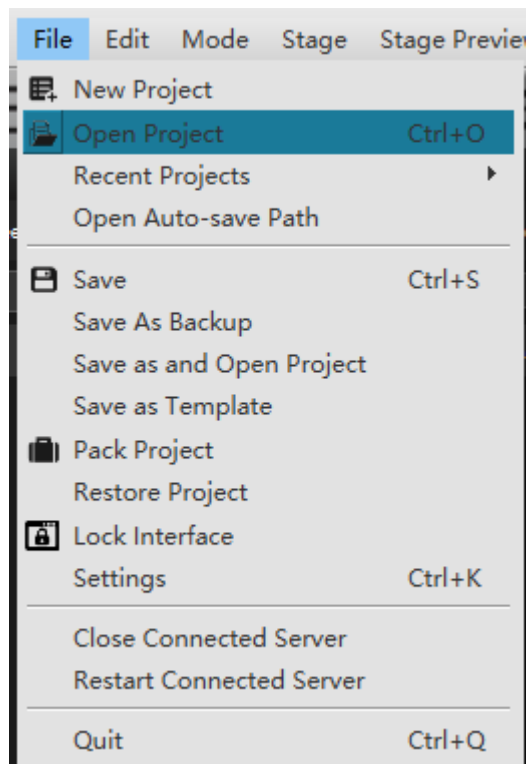 File Edit Mode Stage Stage Preview
New Project
Open Project Ctrl+O
Recent Projects
Open Auto-save Path
Save Ctrl+S
Save As Backup
Save as and Open Project
Save as Template
Pack Project
Restore Project
Lock Interface
Settings Ctrl+K
Close Connected Server
Restart Connected Server
Quit Ctrl+Q